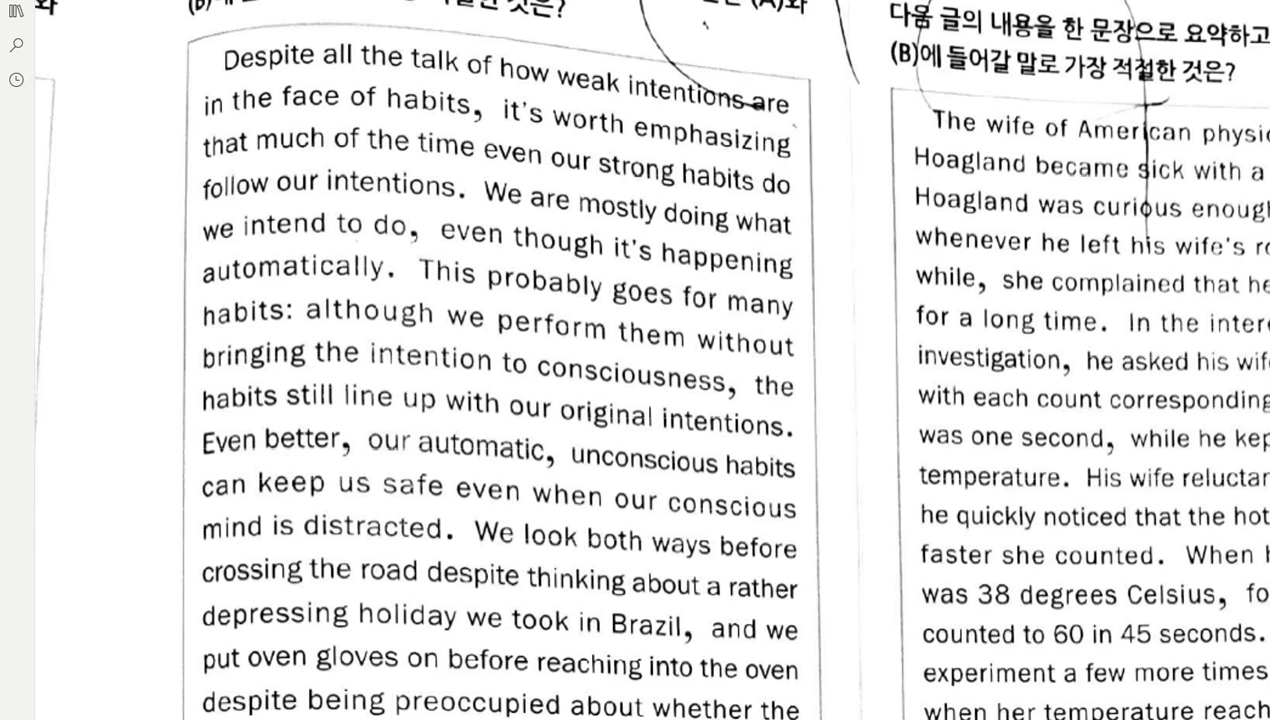 와
(B)에 것은?
(A)와
Despite all the talk of how weak intentions are
in the face of habits, it's worth emphasizing
that much of the time even our strong habits do
follow our intentions. We are mostly doing what
we intend to do, even though it's happening
automatically. This probably goes for many
habits: although we perform them without
bringing the intention to consciousness, the
habits still line up with our original intentions.
Even better, our automatic, unconscious habits
can keep us safe even when our conscious
mind is distracted. We look both ways before
crossing the road despite thinking about a rather
depressing holiday we took in Brazil, and we
put oven gloves on before reaching into the oven
despite being preoccupied about whether the
다음 글의 내용을 한 문장으로 요약하고
(B)에 들어갈 말로 가장 적절한 것은?
The wife of American physic
Hoagland became sick with a
Hoagland was curious enough
whenever he left his wife's ro
while, she complained that he
for a long time. In the intere
investigation, he asked his wife
with each count corresponding
was one second, while he kep
temperature. His wife reluctan
he quickly noticed that the hot
faster she counted. When h
was 38 degrees Celsius, fo
counted to 60 in 45 seconds.
experiment a few more times
when her temperature reach